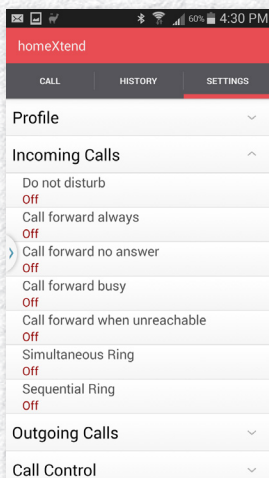 60% 4:30 PM
homeXtend
CALL HISTORY SETTINGS
Profile
Incoming Calls
Do not disturb
Off
Call forward always
Off
Call forward no answer
Off
Call forward busy
Off
Call forward when unreachable
Off
Simultaneous Ring
Off
Sequential Ring
Off
Outgoing Calls
Call Control